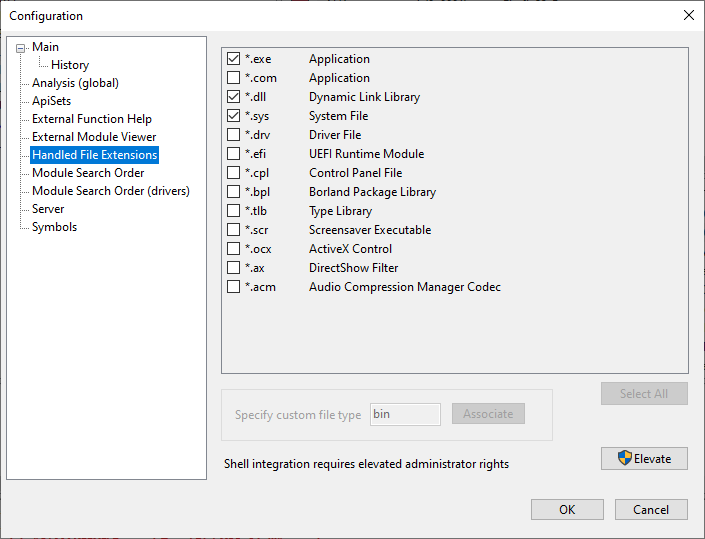 Configuration
Main
History
Analysis (global)
ApiSets
External Function Help
External Module Viewer
Handled File Extensions
Module Search Order
Module Search Order (drivers)
Server
Symbols
*.exe Application
*.com Application
*.dll Dynamic Link Library
*.sys System File
*.drv Driver File
*.efi UEFI Runtime Module
*.cpl Control Panel File
*.bpl Borland Package Library
*.tlb Type Library
*.scr Screensaver Executable
*.ocx ActiveX Control
*.ax DirectShow Filter
*.acm Audio Compression Manager Codec
Select All
Specify custom file type bin Associate
Shell integration requires elevated administrator rights
Elevate
OK Cancel